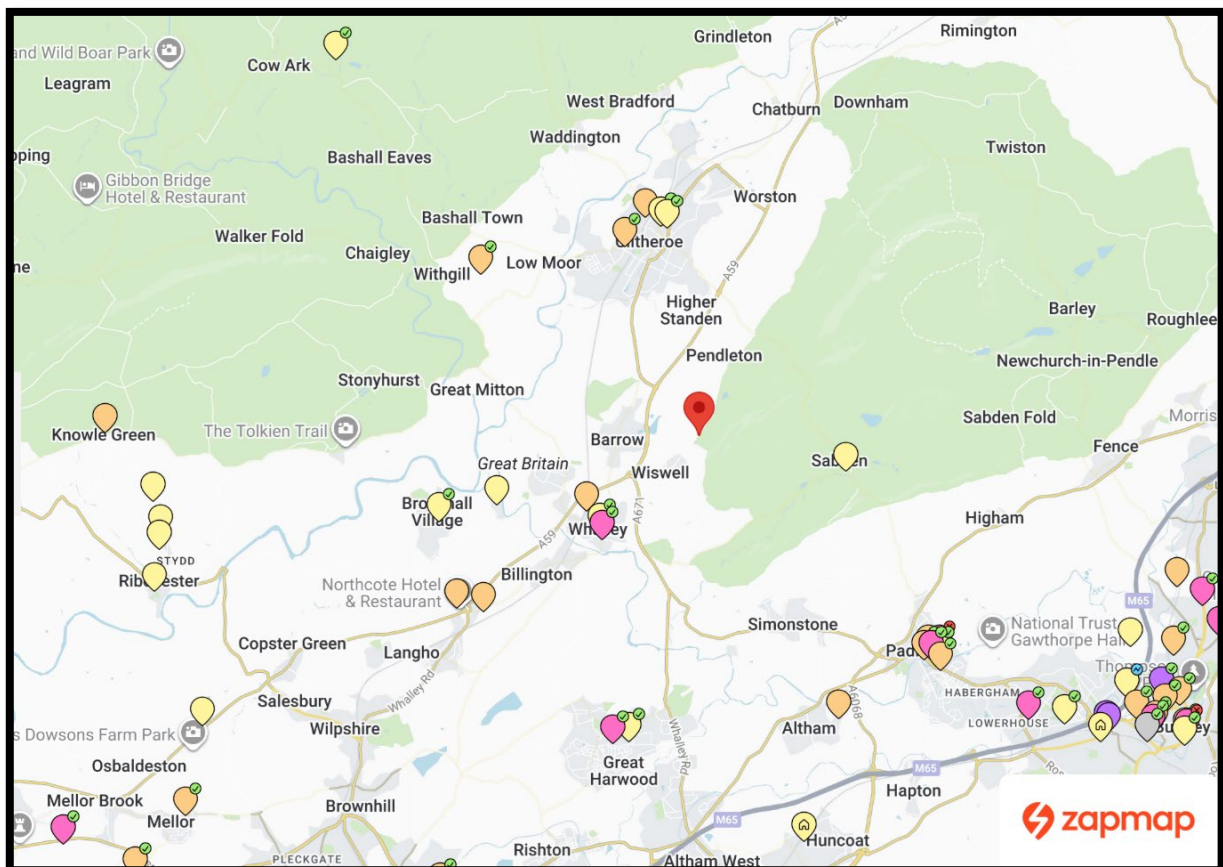 Grindleton
Rimington
and Wild Boar Park
Cow Ark
Leagram
West Bradford
Chatburn
Downham
Waddington
Twiston
Bashall Eaves
Gibbon Bridge
Hotel & Restaurant
Worston
Bashall Town
Walker Fold
Chaigley
Clitheroe
Low Moor
Withgill
A59
Higher
Standen
Barley
Roughlee
Pendleton
Newchurch-in-Pendle
Stonyhurst
Great Mitton
Sabden Fold
Knowle Green
The Tolkien Trail
Barrow
Fence
Great Britain
Wiswell
Sabden
A671
Village
Whalley
Higham
A59
STYDD
Ribchester
Billington
Northcote Hotel
& Restaurant
M65
National Trust
Gawthorpe Hall
Simonstone
Copster Green
Langho
Whalley Rd
HABERGHAM
Salesbury
A6068
LOWERHOUSE
Wilpshire
Altham
s Dowsons Farm Park
Whalley Rd
Osbaldeston
Great
Harwood
M65
Mellor Brook
Hapton
Mellor
Brownhill
M65
zapmap
Huncoat
Rishton
PLECKGATE
Altham West